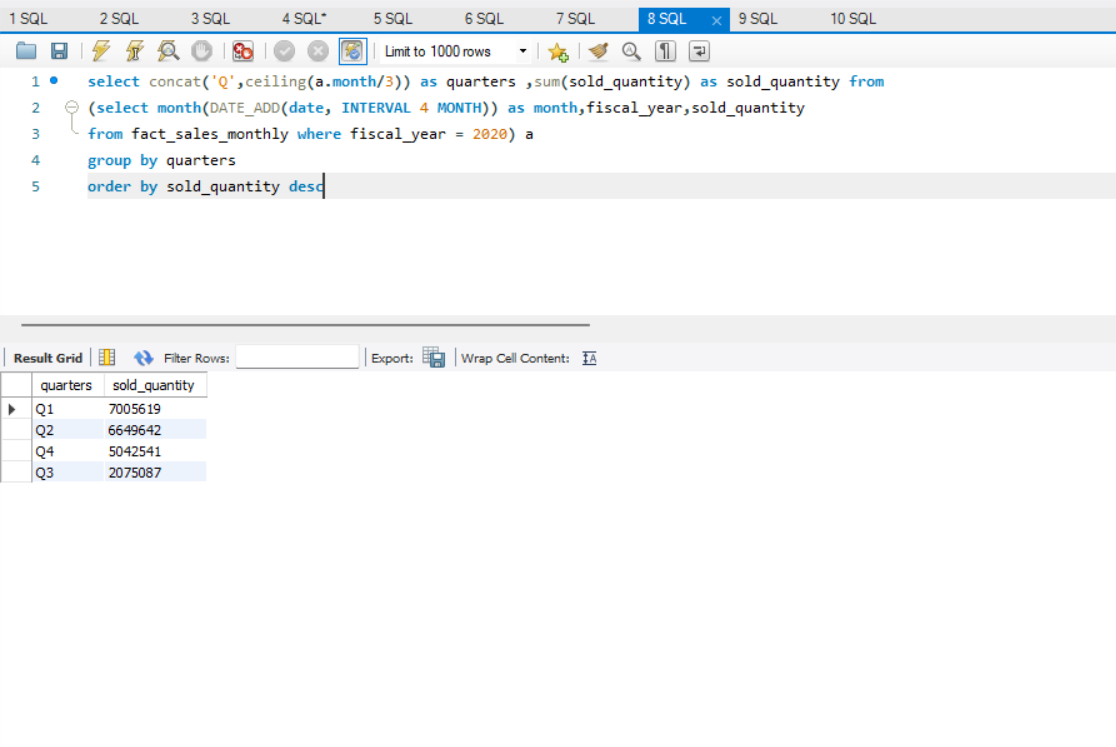 1 SQL 2 SQL 3 SQL 4 SQL* 5 SQL 6 SQL 7 SQL 8 SQL × 9 SQL 10 SQL
Limit to 1000 rows
1 select concat('Q',ceiling(a.month/3)) as quarters ,sum(sold_quantity) as sold_quantity from
2 (select month(DATE_ADD(date, INTERVAL 4 MONTH)) as month,fiscal_year,sold_quantity
3 from fact_sales_monthly where fiscal_year = 2020) a
4 group by quarters
5 order by sold_quantity desc
Result Grid Filter Rows: Export: Wrap Cell Content:
quarters sold_quantity
Q1 7005619
Q2 6649642
Q4 5042541
Q3 2075087